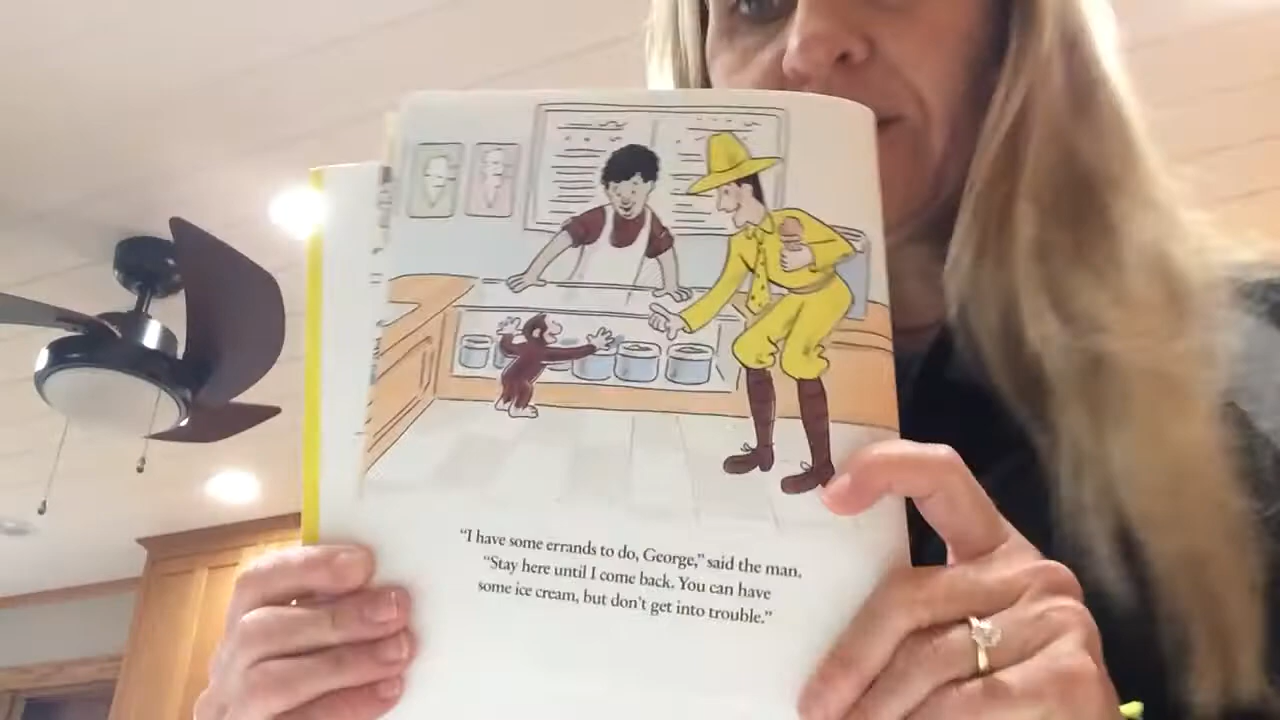 “I have some errands to do, George,” said the man.
“Stay here until I come back. You can have
some ice cream, but don’t get into trouble.”